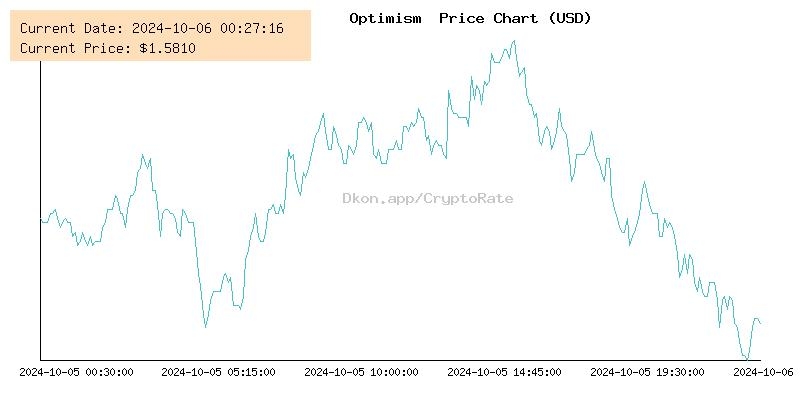 Optimism  Price Chart (USD)
Current Date: 2024-10-06 00:27:16
Current Price: $1.5810
Dkon.app/CryptoRate
2024-10-05 00:30:00 2024-10-05 05:15:00 2024-10-05 10:00:00 2024-10-05 14:45:00 2024-10-05 19:30:00 2024-10-06